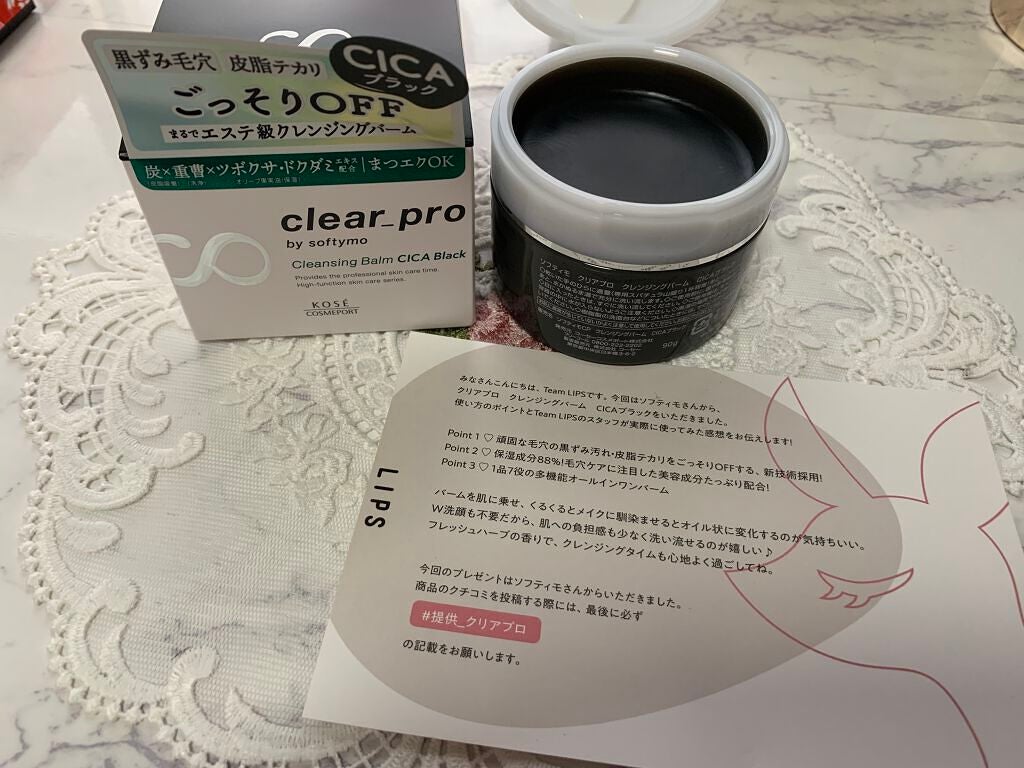 CICA
ブラック
黒ずみ毛穴 皮脂テカリ
ごっそりOFF
まるでエステ級クレンジングバーム
炭×重曹×ツボクサ・ドクダミエキス配合 まつエクOK
clear_pro
by softymo
Cleansing Balm CICA Black
Provides the professional skin care time.
High-function skin care series.
KOSÉ
COSMEPORT
ソフティモ クリアプロ クレンジングバーム CICAブラック
90g
みなさんこんにちは、Team LIPSです。今回はソフティモさんから、
クリアプロ クレンジングバーム CICAブラックをいただきました。
使い方のポイントとTeam LIPSのスタッフが実際に使ってみた感想をお伝えします!
Point 1 ♡ 頑固な毛穴の黒ずみ汚れ・皮脂テカリをごっそりOFFする、新技術採用!
Point 2 ♡ 保湿成分88%!毛穴ケアに注目した美容成分たっぷり配合!
Point 3 ♡ 1品7役の多機能オールインワンバーム
バームを肌に乗せ、くるくるとメイクに馴染ませるとオイル状に変化するのが気持ちいい。
W洗顔も不要だから、肌への負担感も少なく洗い流せるのが嬉しい♪
フレッシュハーブの香りで、クレンジングタイムも心地よく過ごしてね。
今回のプレゼントはソフティモさんからいただきました。
商品のクチコミを投稿する際には、最後に必ず
#提供_クリアプロ
の記載をお願いします。
LIPS